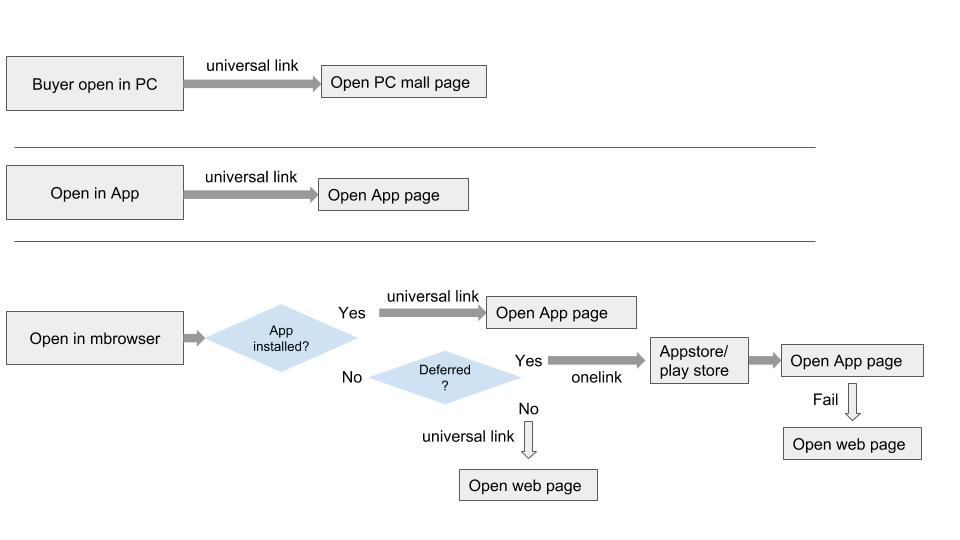 universal link
Buyer open in PC
Open PC mall page
universal link
Open in App
Open App page
universal link
Yes
Open App page
Open in mbrowser
App
installed?
No
Deferred
?
Yes
onelink
Appstore/
play store
Open App page
Fail
Open web page
No
universal link
Open web page